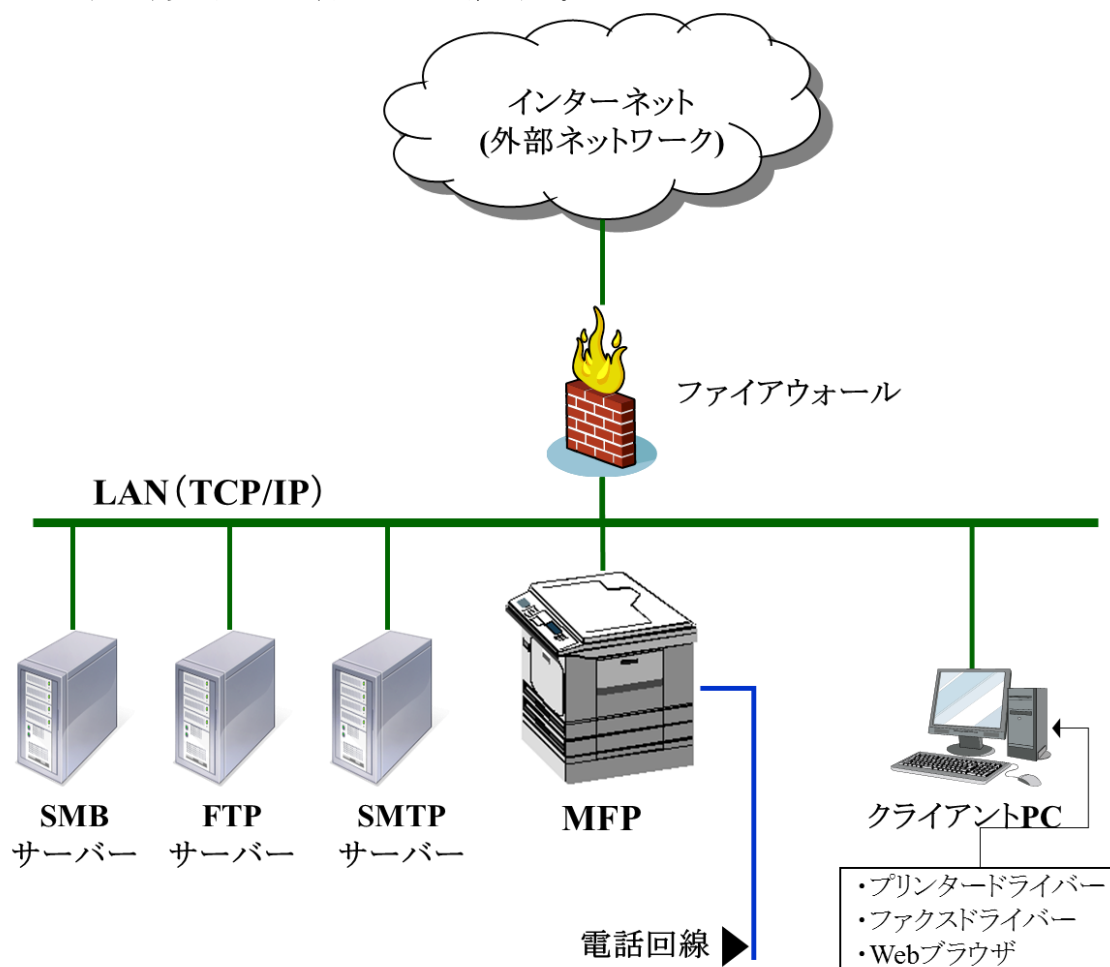 インターネット
(外部ネットワーク)
ファイアウォール
LAN（TCP/IP）
SMB
サーバー
FTP
サーバー
SMTP
サーバー
MFP
クライアントPC
電話回線
・プリンタードライバー
・ファクスドライバー
・Webブラウザ